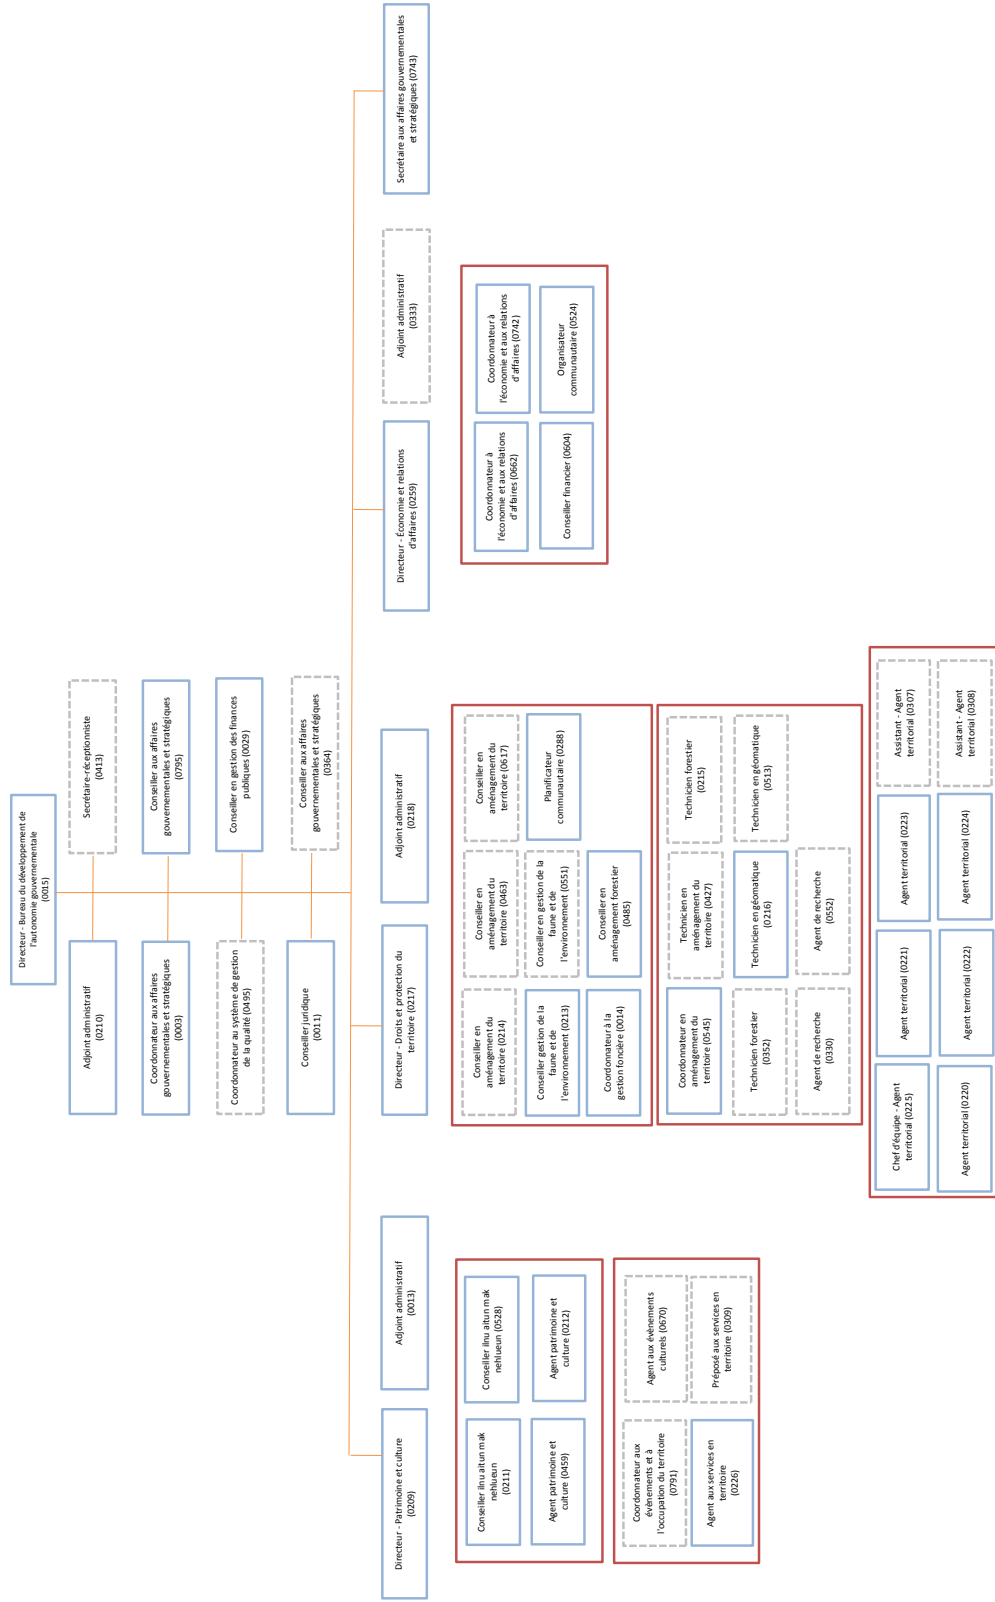 Directeur - Bureau du développement de
l'autonomie gouvernementale
(0015)
Adjoint administratif
(0210)
Secrétaire-réceptionniste
(0413)
Coordonnateur aux affaires
gouvernementales et stratégiques
(0003)
Conseiller aux affaires
gouvernementales et stratégiques
(0795)
Coordonnateur au système de gestion
de la qualité (0495)
Conseiller en gestion des finances
publiques (0029)
Conseiller juridique
(0011)
Conseiller aux affaires
gouvernementales et stratégiques
(0364)
Directeur - Patrimoine et culture
(0209)
Adjoint administratif
(0013)
Directeur - Droits et protection du
territoire (0217)
Adjoint administratif
(0218)
Directeur - Économie et relations
d'affaires (0259)
Adjoint administratif
(0333)
Secrétaire aux affaires gouvernementales
et stratégiques (0743)
Conseiller ilnu aitun mak
nehlueun
(0211)
Conseiller ilnu aitun mak
nehlueun (0528)
Agent patrimoine et
culture (0459)
Agent patrimoine et
culture (0212)
Coordonnateur aux
évènements et à
l'occupation du territoire
(0791)
Agent aux évènements
culturels (0670)
Agent aux services en
territoire
(0226)
Préposé aux services en
territoire (0309)
Conseiller en
aménagement du
territoire (0214)
Conseiller en
aménagement du
territoire (0463)
Conseiller en
aménagement du
territoire (0617)
Conseiller gestion de la
faune et de
l'environnement (0213)
Conseiller en gestion de la
faune et de
l'environnement (0551)
Planificateur
communautaire (0288)
Coordonnateur à la
gestion foncière (0014)
Conseiller en
aménagement forestier
(0485)
Coordonnateur en
aménagement du
territoire (0545)
Technicien en
aménagement du
territoire (0427)
Technicien forestier
(0215)
Technicien forestier
(0352)
Technicien en géomatique
(0216)
Technicien en géomatique
(0513)
Agent de recherche
(0330)
Agent de recherche
(0552)
Chef d'équipe - Agent
territorial (0225)
Agent territorial (0221)
Agent territorial (0223)
Assistant - Agent
territorial (0307)
Agent territorial (0220)
Agent territorial (0222)
Agent territorial (0224)
Assistant - Agent
territorial (0308)
Coordonnateur à
l'économie et aux relations
d'affaires (0662)
Coordonnateur à
l'économie et aux relations
d'affaires (0742)
Conseiller financier (0604)
Organisateur
communautaire (0524)